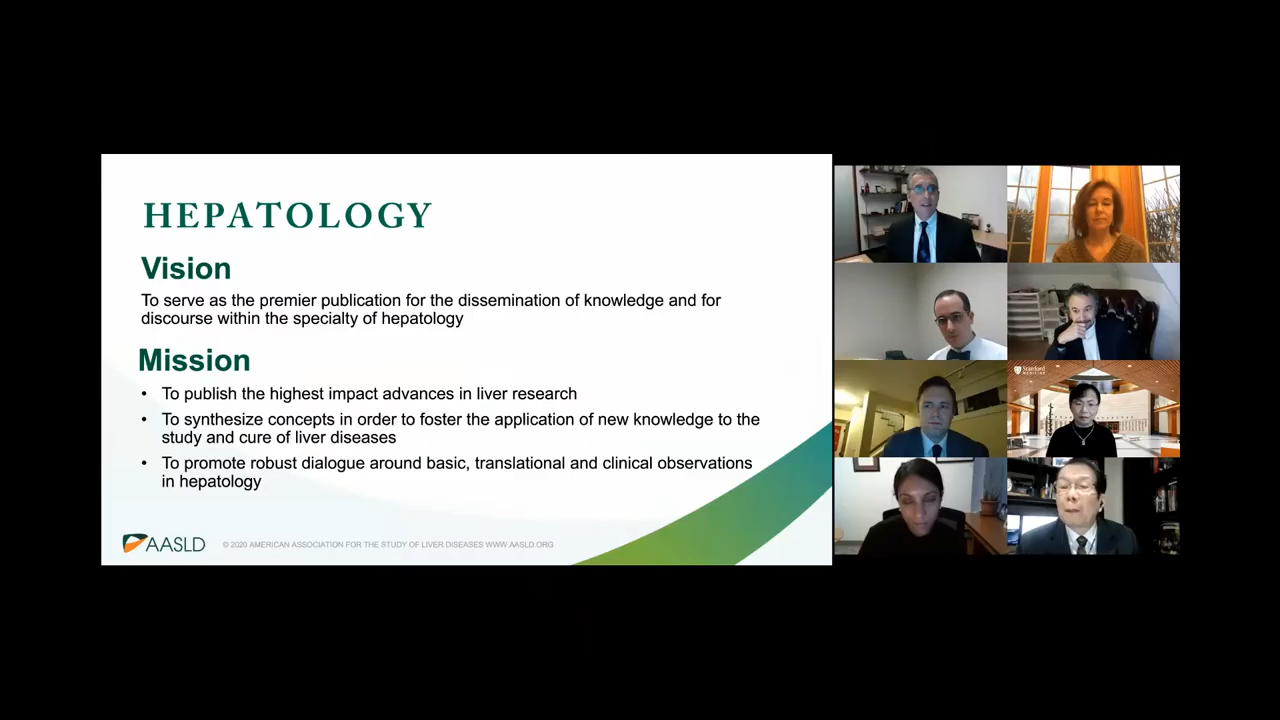 HEPATOLOGY
Vision
To serve as the premier publication for the dissemination of knowledge and for
discourse within the specialty of hepatology
Mission
• To publish the highest impact advances in liver research
• To synthesize concepts in order to foster the application of new knowledge to the
study and cure of liver diseases
• To promote robust dialogue around basic, translational and clinical observations
in hepatology
AASLD
© 2020 AMERICAN ASSOCIATION FOR THE STUDY OF LIVER DISEASES WWW.AASLD.ORG
Stanford
MEDICINE